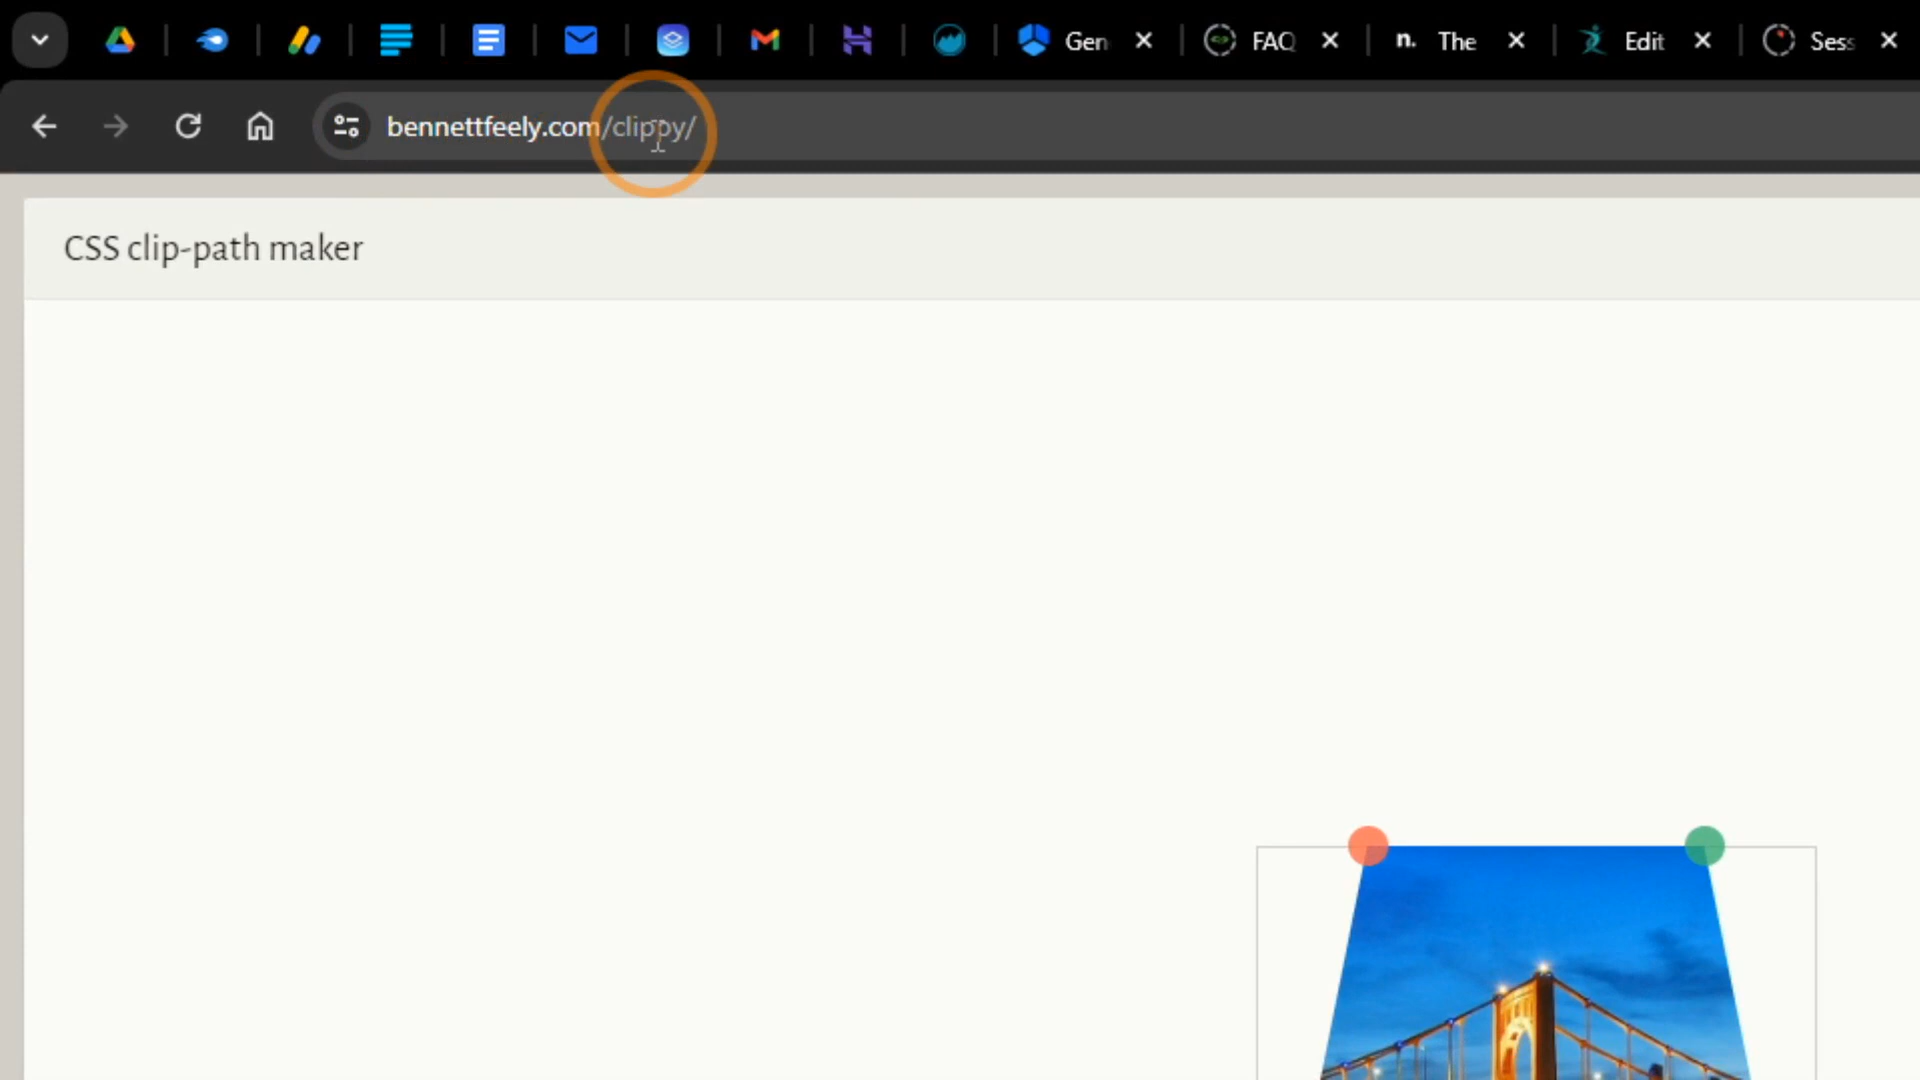 Gen
FAQ
n. The
Edit
Sess
bennettfeely.com/clippy/
CSS clip-path maker